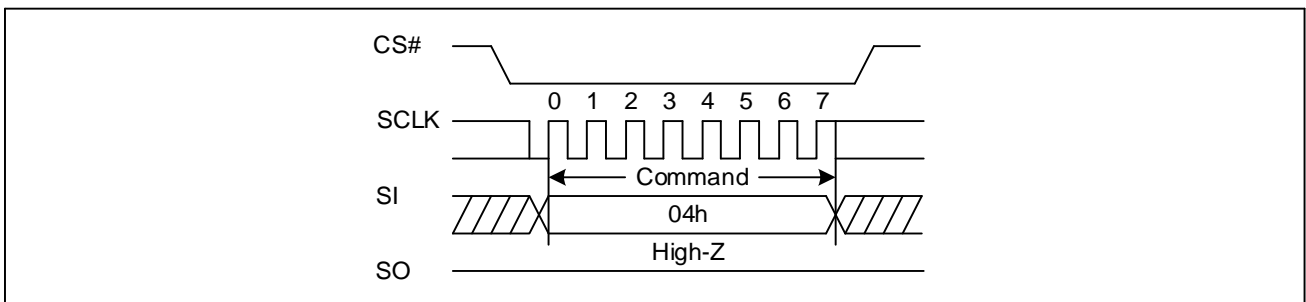 CS#
0 1 2 3 4 5 6 7
SCLK
Command
SI
04h
High-Z
SO